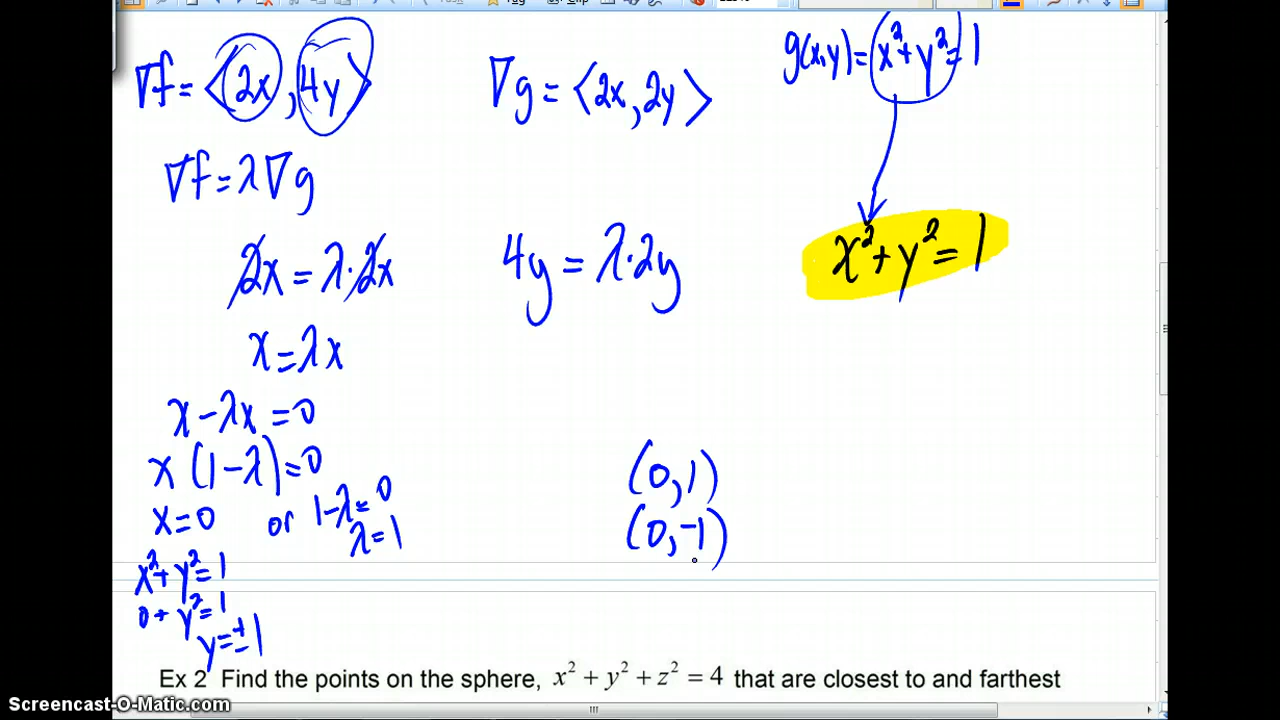 ∇f = ⟨2x, 4y⟩
∇g = ⟨2x, 2y⟩
g(x,y) = x² + y² = 1
∇f = λ∇g
2x = λ·2x
4y = λ·2y
x² + y² = 1
x = λx
x - λx = 0
x(1-λ) = 0
x = 0 or 1-λ = 0
λ = 1
x² + y² = 1
0 + y² = 1
y = ±1
(0, 1)
(0, -1)
Ex 2 Find the points on the sphere, x² + y² + z² = 4 that are closest to and farthest
Screencast-O-Matic.com